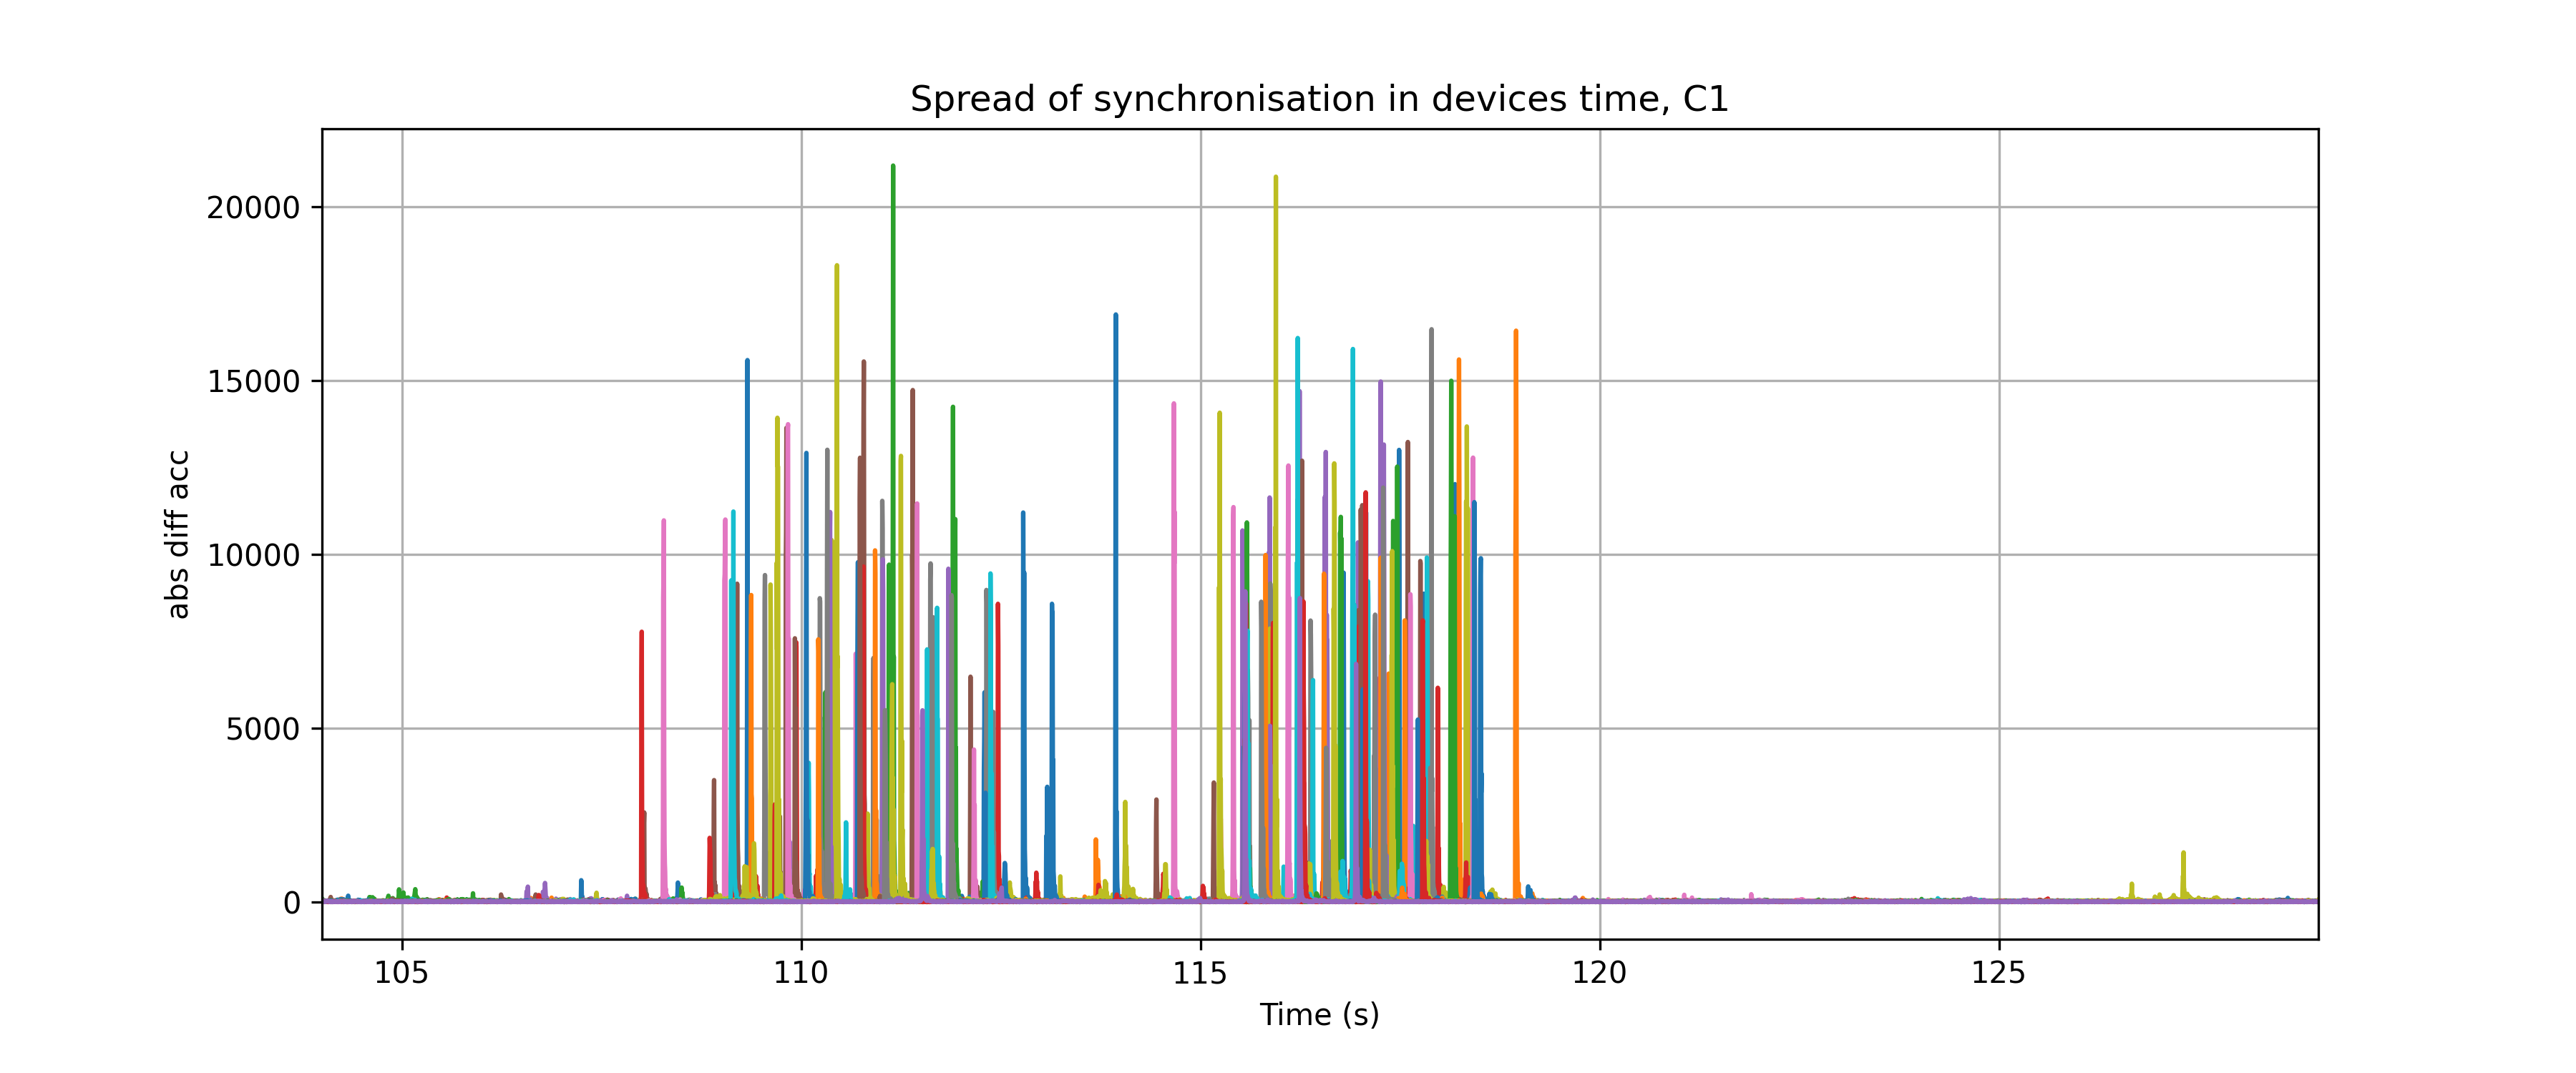 Spread of synchronisation in devices time, C1
20000
15000
10000
5000
0
abs diff acc
105 110 115 120 125
Time (s)